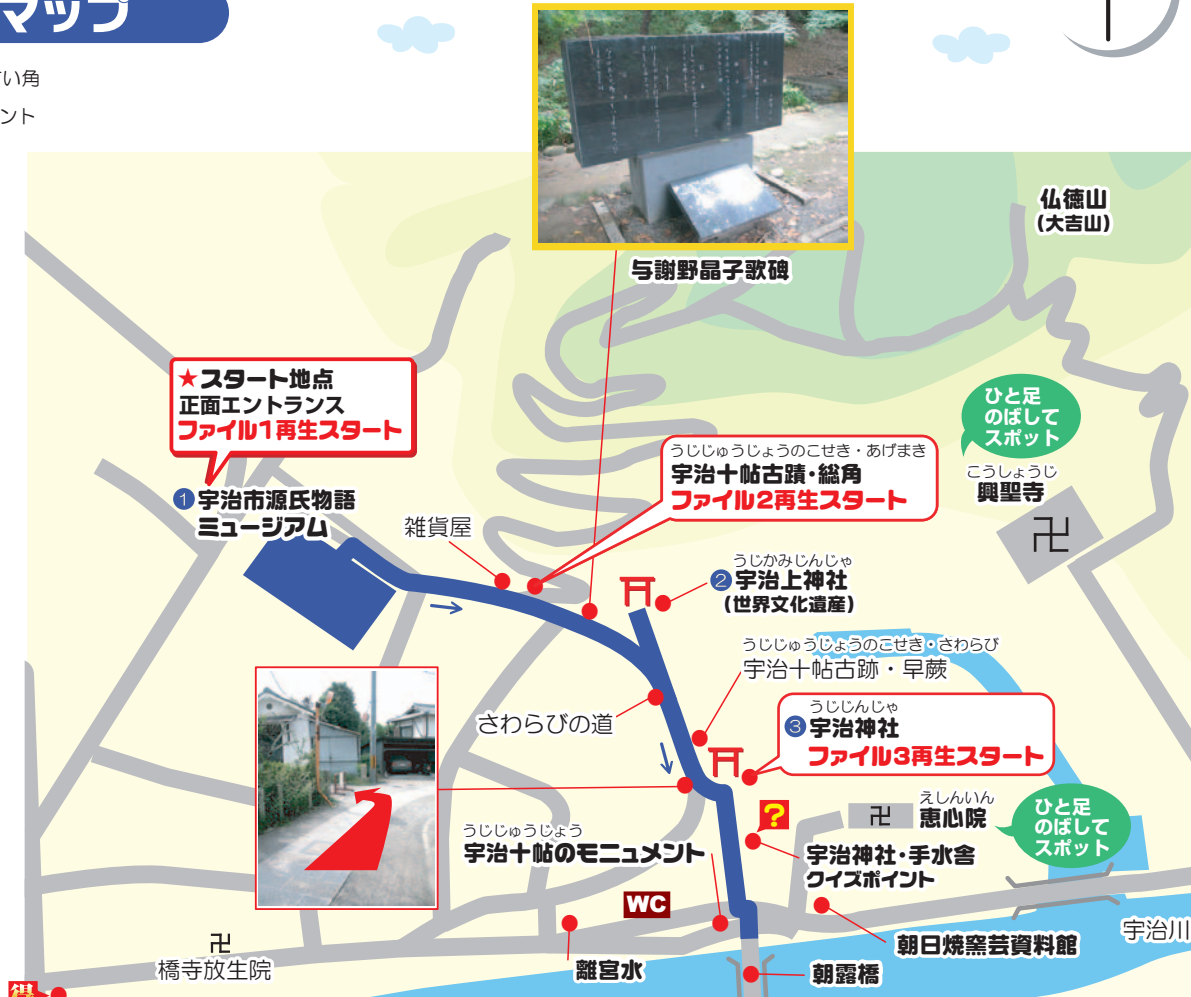 マップ
い角
ント
与謝野晶子歌碑
仏徳山
(大吉山)
★スタート地点
正面エントランス
ファイル1再生スタート
ひと足
のばして
スポット
うじじゅうじょうのこせき・あげまき
宇治十帖古蹟・総角
ファイル2再生スタート
こうしょうじ
興聖寺
卍
① 宇治市源氏物語
ミュージアム
雑貨屋
うじかみじんじゃ
② 宇治上神社
(世界文化遺産)
うじじゅうじょうのこせき・さわらび
宇治十帖古跡・早蕨
さわらびの道
うじじんじゃ
③ 宇治神社
ファイル3再生スタート
えしんいん
卍 恵心院
ひと足
のばして
スポット
?
うじじゅうじょう
宇治十帖のモニュメント
宇治神社・手水舎
クイズポイント
WC
宇治川
卍
橋寺放生院
離宮水
朝日焼窯芸資料館
朝霧橋
得